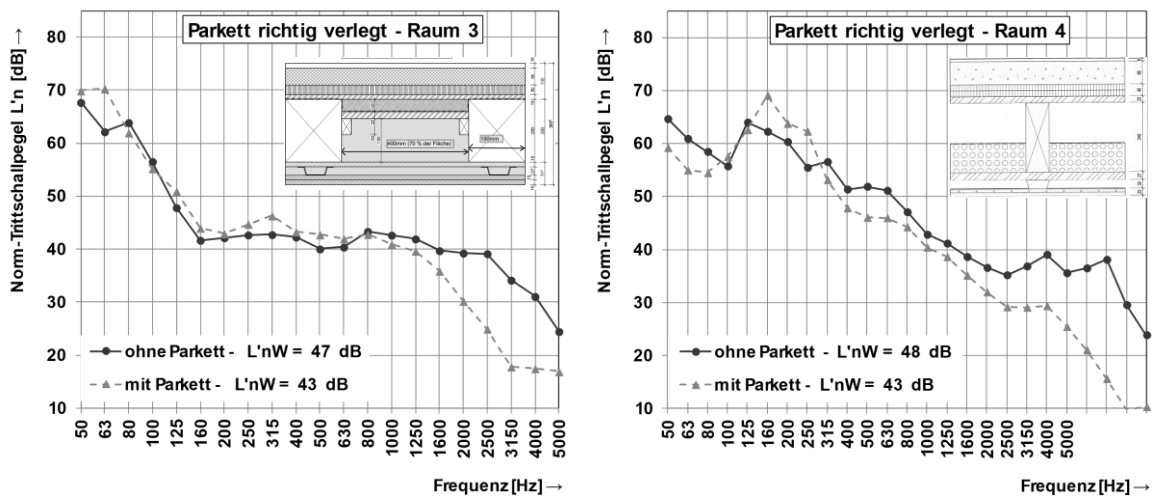 Parkett richtig verlegt - Raum 3
Norm-Trittschallpegel L'n [dB] →
80
70
60
50
40
30
20
10
600mm (70 % der Fläche)
180mm
ohne Parkett - L'nW = 47 dB
mit Parkett - L'nW = 43 dB
50 63 80 100 125 160 200 250 315 400 500 630 800 1000 1250 1600 2000 2500 3150 4000 5000
Frequenz [Hz] →
Parkett richtig verlegt - Raum 4
Norm-Trittschallpegel L'n [dB] →
80
70
60
50
40
30
20
10
ohne Parkett - L'nW = 48 dB
mit Parkett - L'nW = 43 dB
50 63 80 100 125 160 200 250 315 400 500 630 800 1000 1250 1600 2000 2500 3150 4000 5000
Frequenz [Hz] →